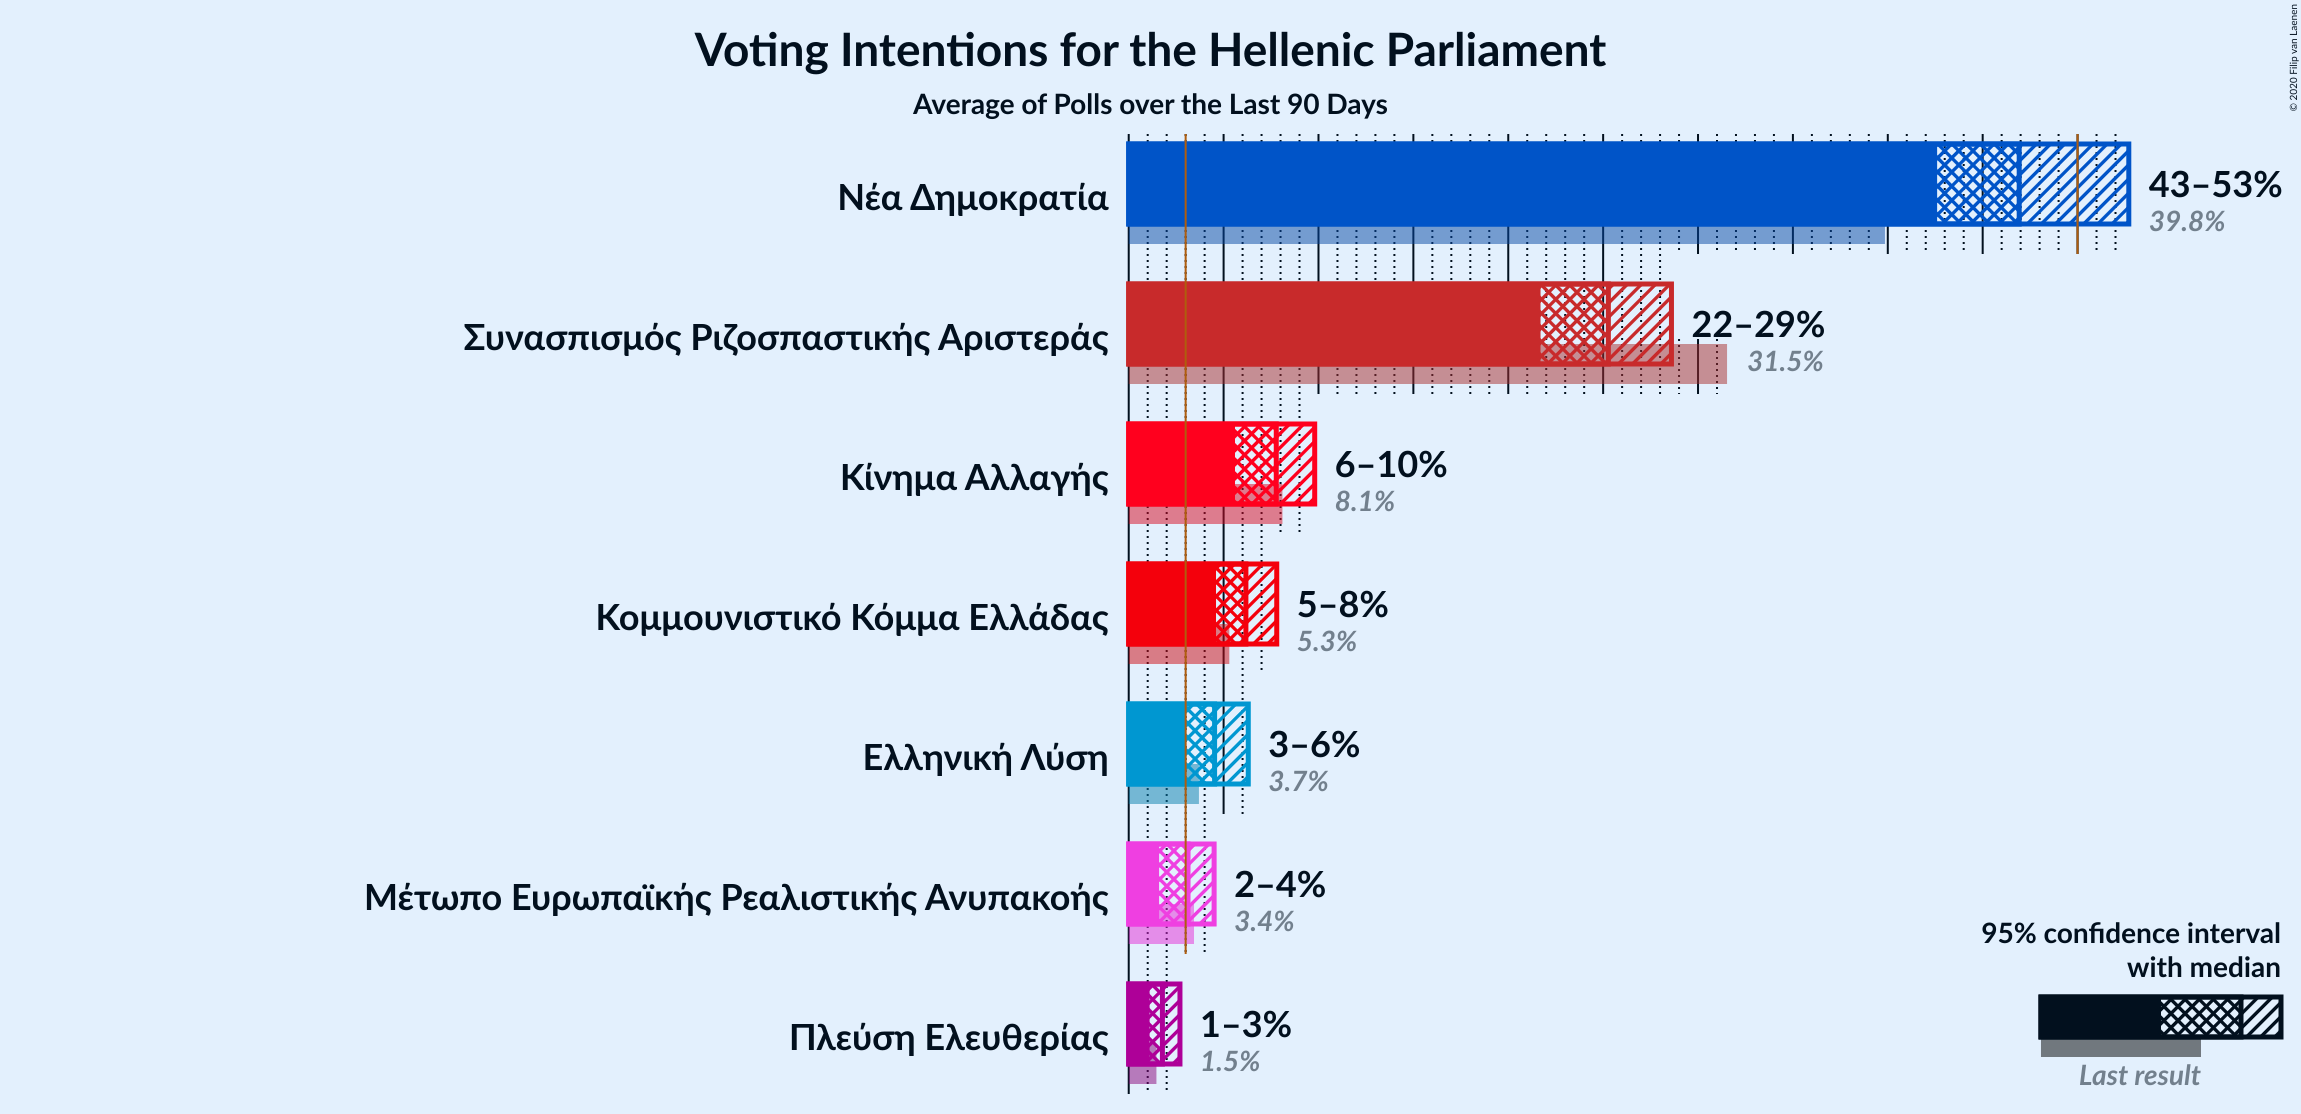 Voting Intentions for the Hellenic Parliament
Average of Polls over the Last 90 Days
© 2020 Filip van Laenen
Νέα Δημοκρατία
43–53%
39.8%
Συνασπισμός Ριζοσπαστικής Αριστεράς
22–29%
31.5%
Κίνημα Αλλαγής
6–10%
8.1%
Κομμουνιστικό Κόμμα Ελλάδας
5–8%
5.3%
Ελληνική Λύση
3–6%
3.7%
Μέτωπο Ευρωπαϊκής Ρεαλιστικής Ανυπακοής
2–4%
3.4%
Πλεύση Ελευθερίας
1–3%
1.5%
95% confidence interval
with median
Last result